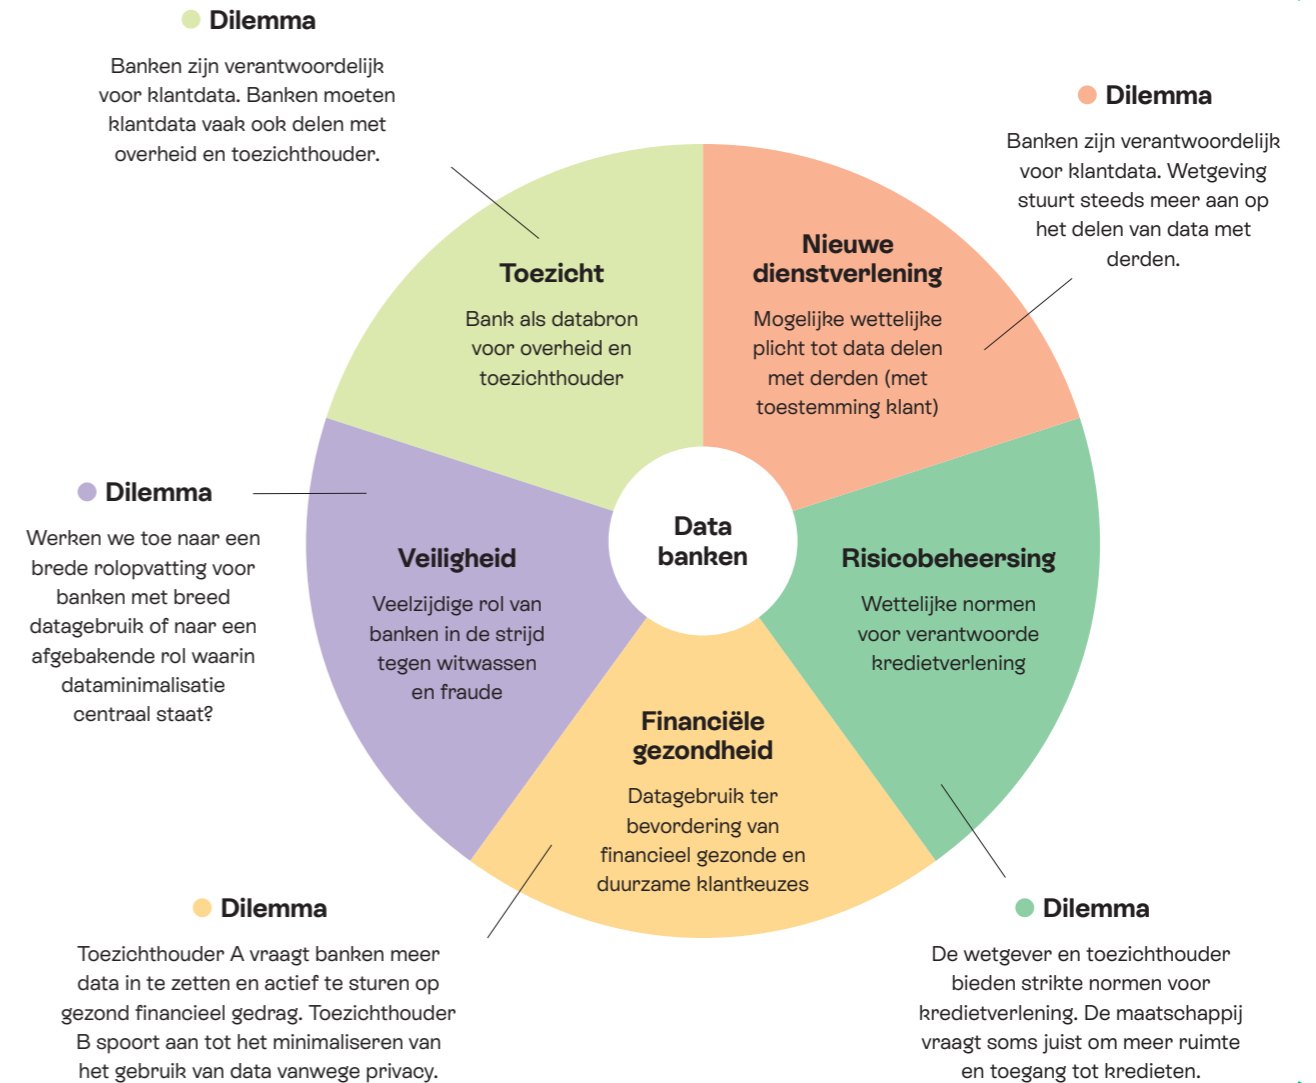 Dilemma
Banken zijn verantwoordelijk
voor klantdata. Banken moeten
klantdata vaak ook delen met
overheid en toezichthouder.
Dilemma
Banken zijn verantwoordelijk
voor klantdata. Wetgeving
stuurt steeds meer aan op
het delen van data met
derden.
Toezicht
Bank als databron
voor overheid en
toezichthouder
Nieuwe
dienstverlening
Mogelijke wettelijke
plicht tot data delen
met derden (met
toestemming klant)
Dilemma
Werken we toe naar een
brede rolopvatting voor
banken met breed
datagebruik of naar een
afgebakende rol waarin
dataminimalisatie
centraal staat?
Veiligheid
Veelzijdige rol van
banken in de strijd
tegen witwassen
en fraude
Data
banken
Risicobeheersing
Wettelijke normen
voor verantwoorde
kredietverlening
Financiële
gezondheid
Datagebruik ter
bevordering van
financieel gezonde en
duurzame klantkeuzes
Dilemma
Toezichthouder A vraagt banken meer
data in te zetten en actief te sturen op
gezond financieel gedrag. Toezichthouder
B spoort aan tot het minimaliseren van
het gebruik van data vanwege privacy.
Dilemma
De wetgever en toezichthouder
bieden strikte normen voor
kredietverlening. De maatschappij
vraagt soms juist om meer ruimte
en toegang tot kredieten.